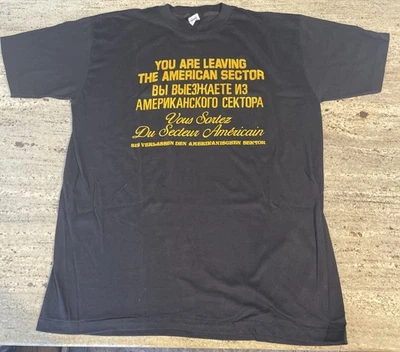 YOU ARE LEAVING
THE AMERICAN SECTOR
ВЫ ВЫЕЗЖАЕТЕ ИЗ
АМЕРИКАНСКОГО СЕКТОРА
Vous Sortez
Du Secteur Américain
SIE VERLASSEN DEN AMERIKANISCHEN SEKTOR